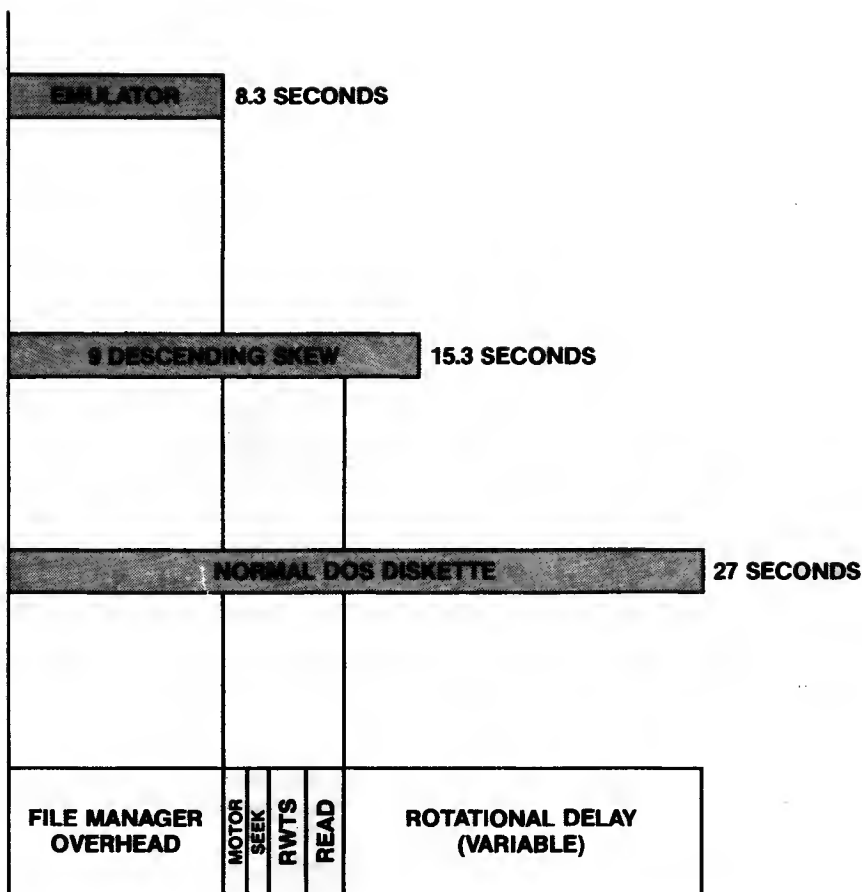 EMULATOR 8.3 SECONDS
9 DESCENDING SKEW 15.3 SECONDS
NORMAL DOS DISKETTE 27 SECONDS
FILE MANAGER
OVERHEAD
MOTOR
SEEK
RWTS
READ
ROTATIONAL DELAY
(VARIABLE)